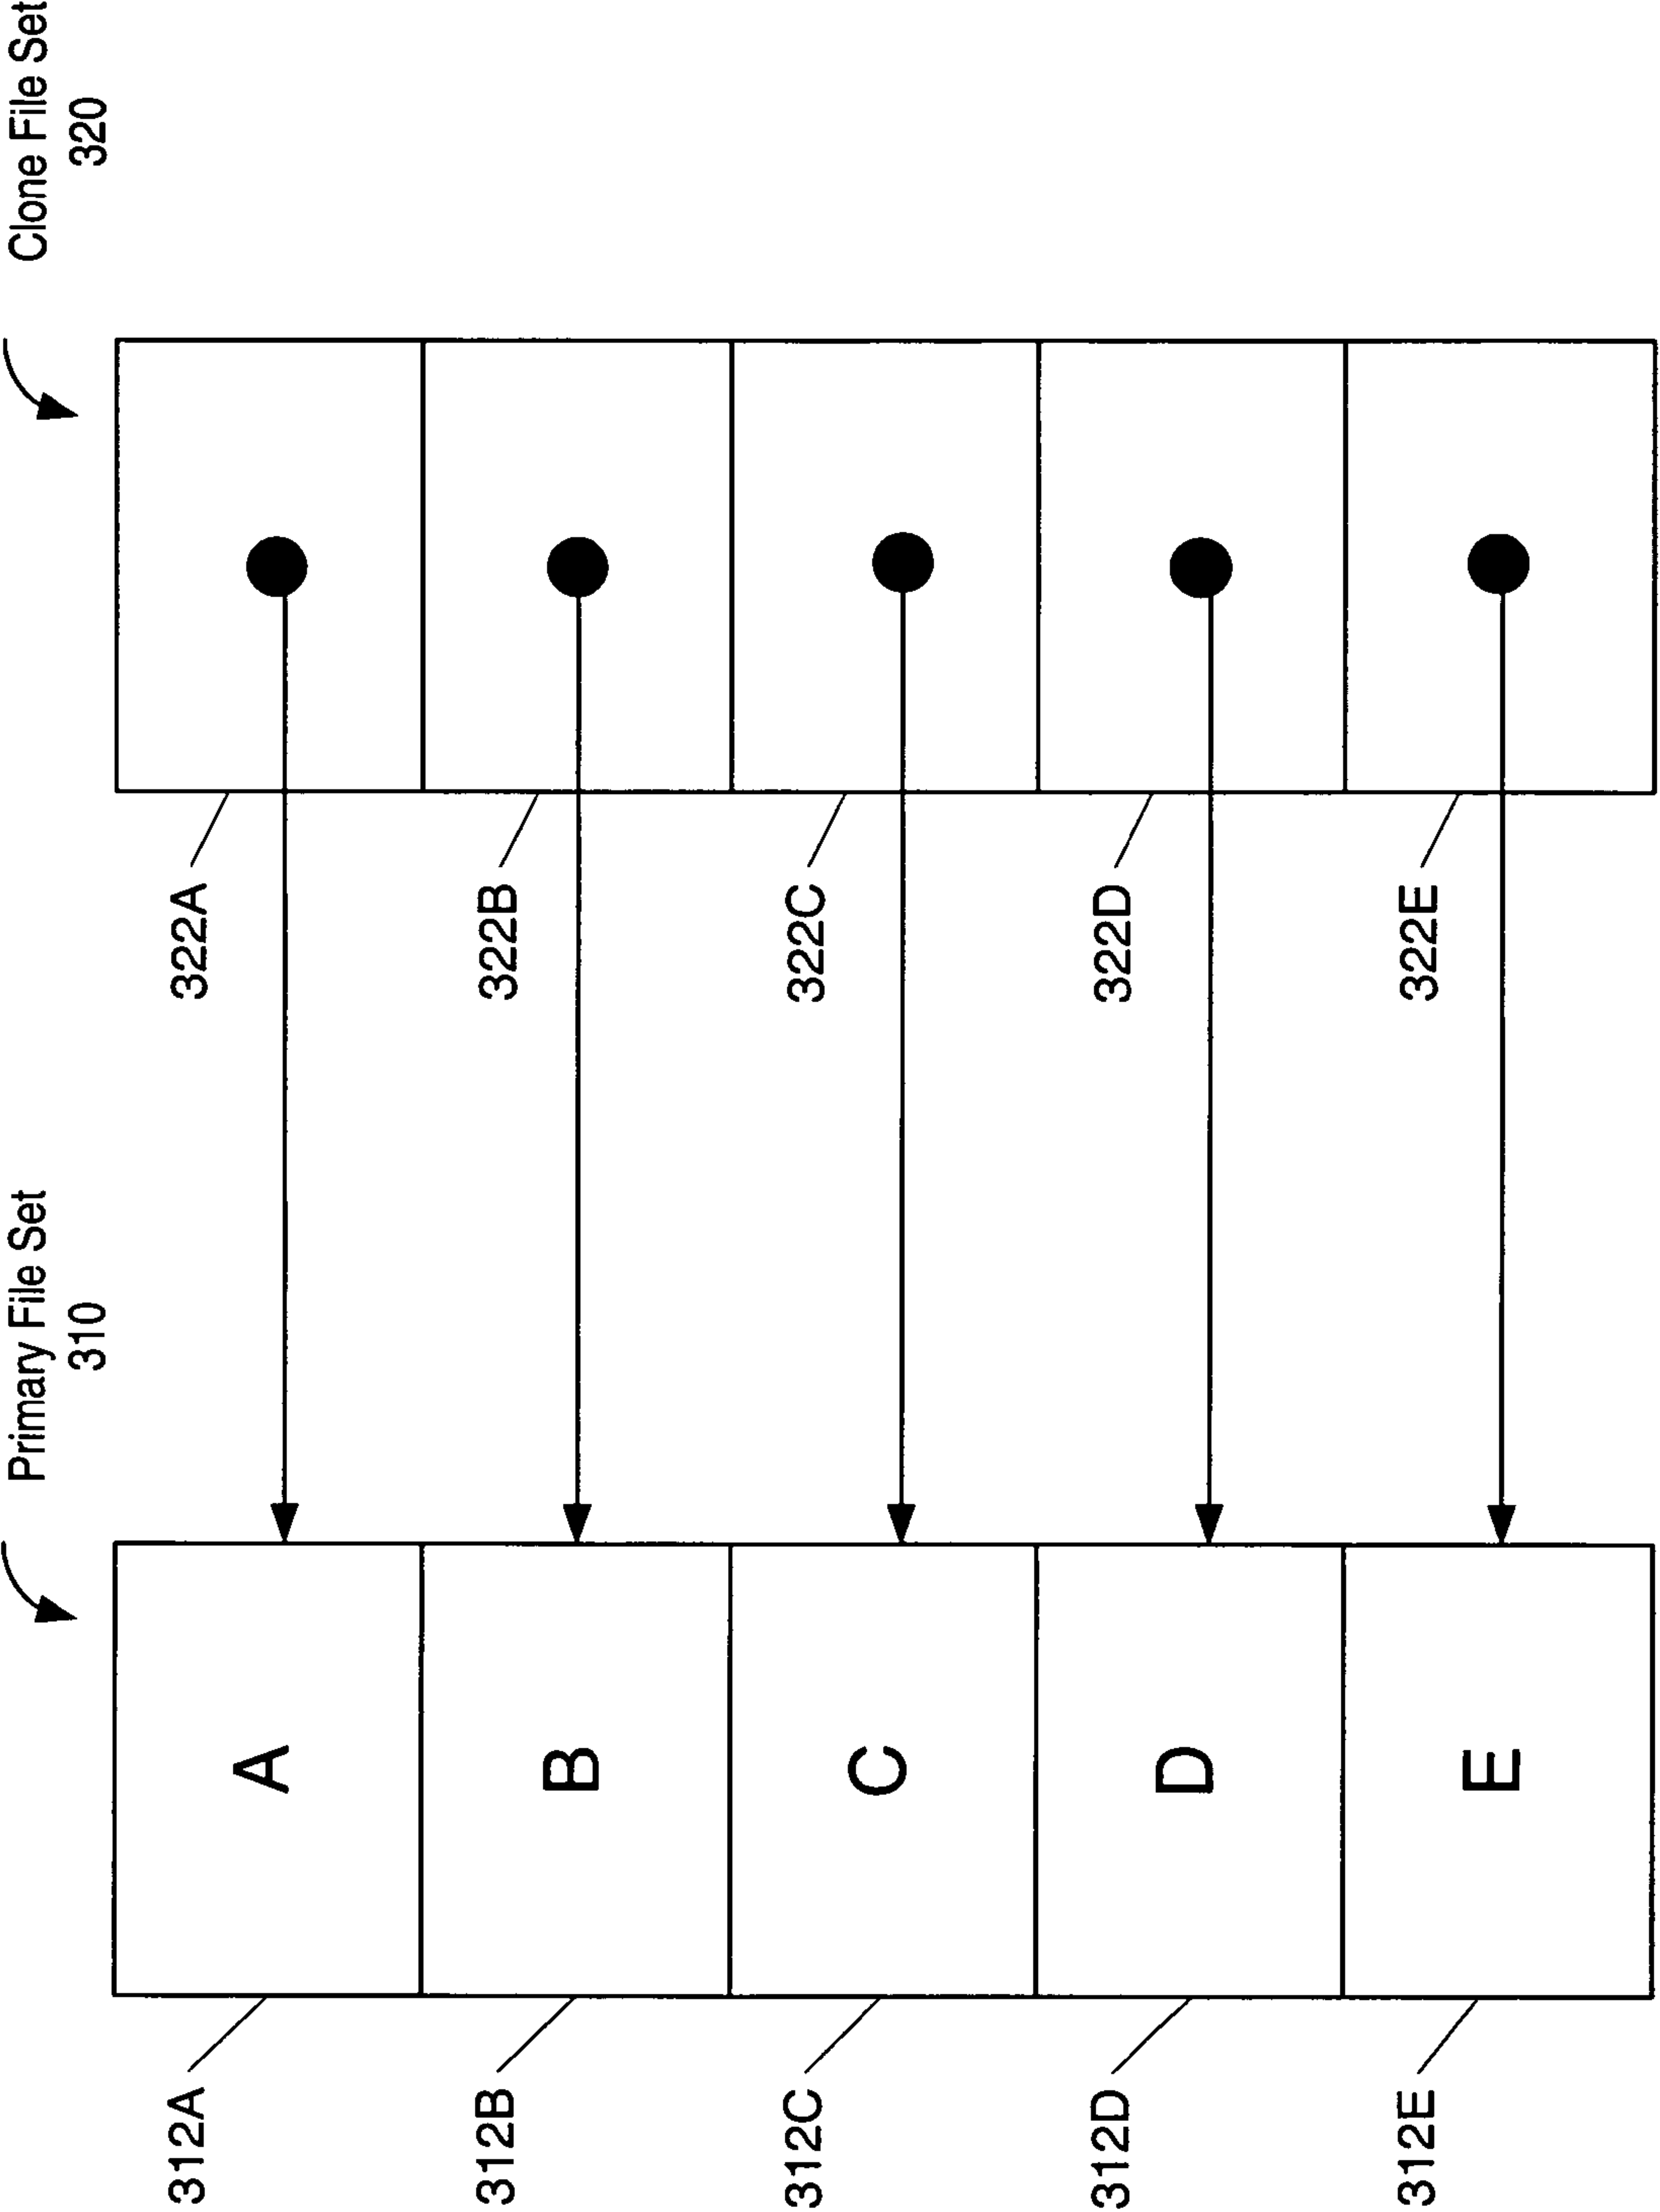 Primary File Set
310
Clone File Set
320
312A
A
322A
312B
B
322B
312C
C
322C
312D
D
322D
312E
E
322E